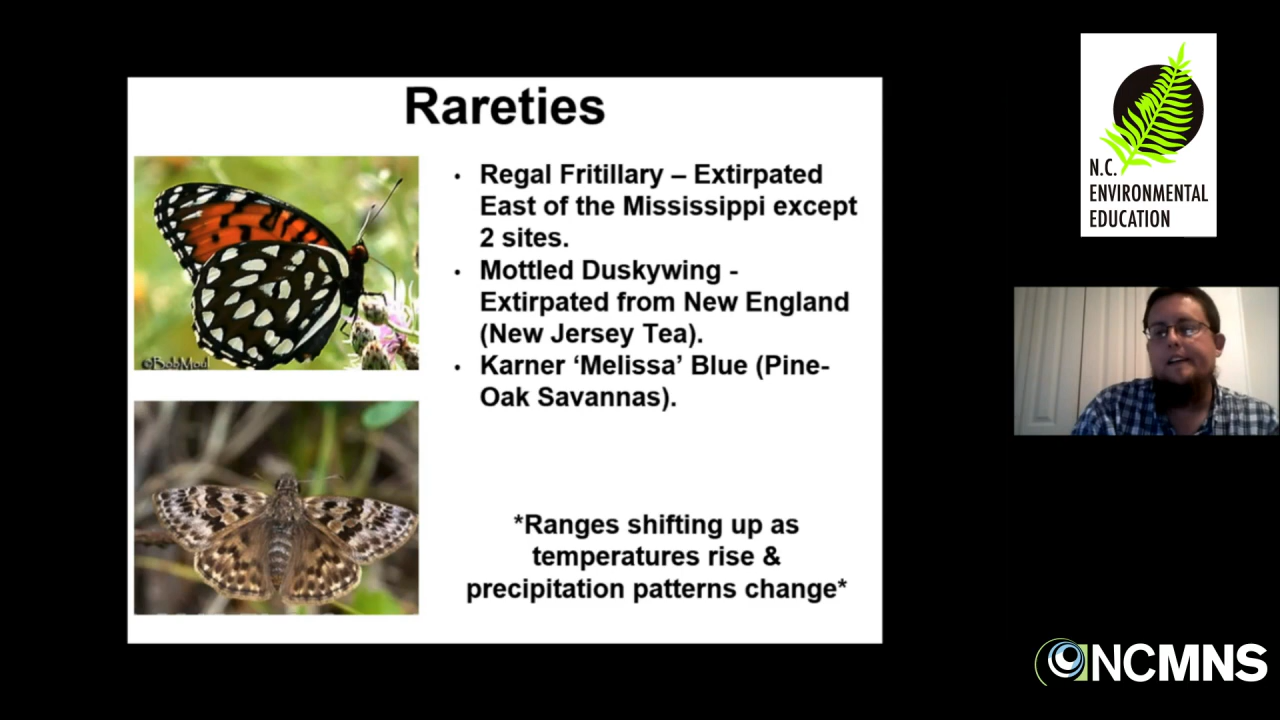 Rareties
• Regal Fritillary – Extirpated
East of the Mississippi except
2 sites.
• Mottled Duskywing -
Extirpated from New England
(New Jersey Tea).
• Karner ‘Melissa’ Blue (Pine-
Oak Savannas).
*Ranges shifting up as
temperatures rise &
precipitation patterns change*
©BobMoul
N.C.
ENVIRONMENTAL
EDUCATION
NCMNS